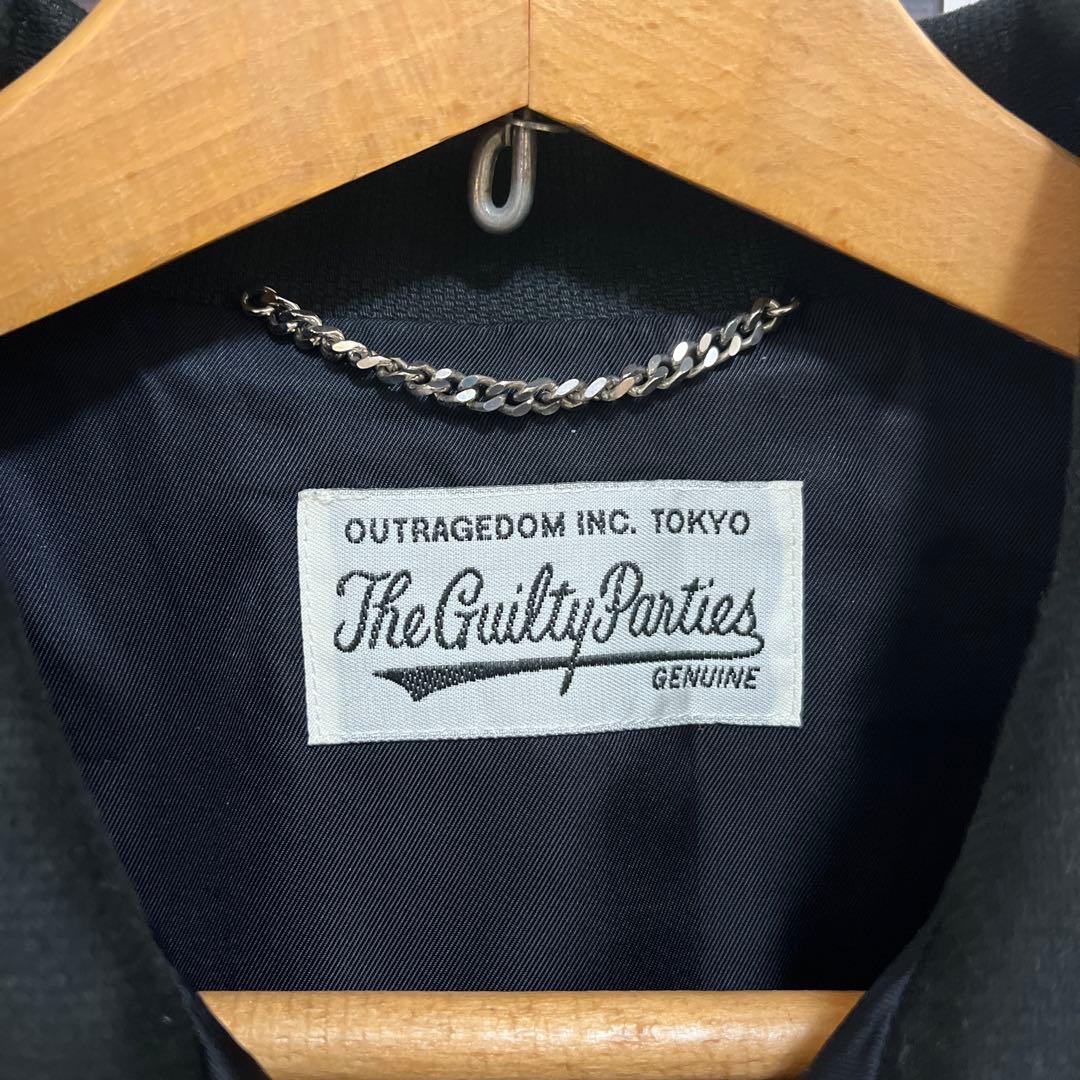 OUTRAGEDOM INC. TOKYO
The Guilty Parties
GENUINE